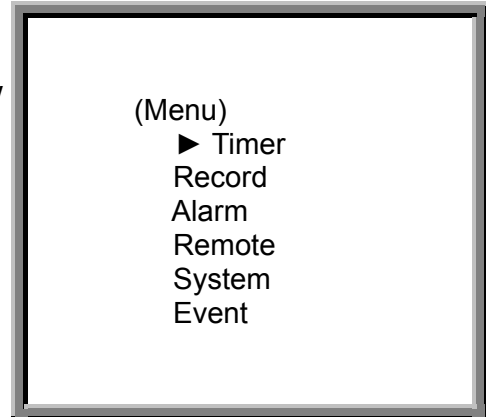 (Menu)
► Timer
Record
Alarm
Remote
System
Event